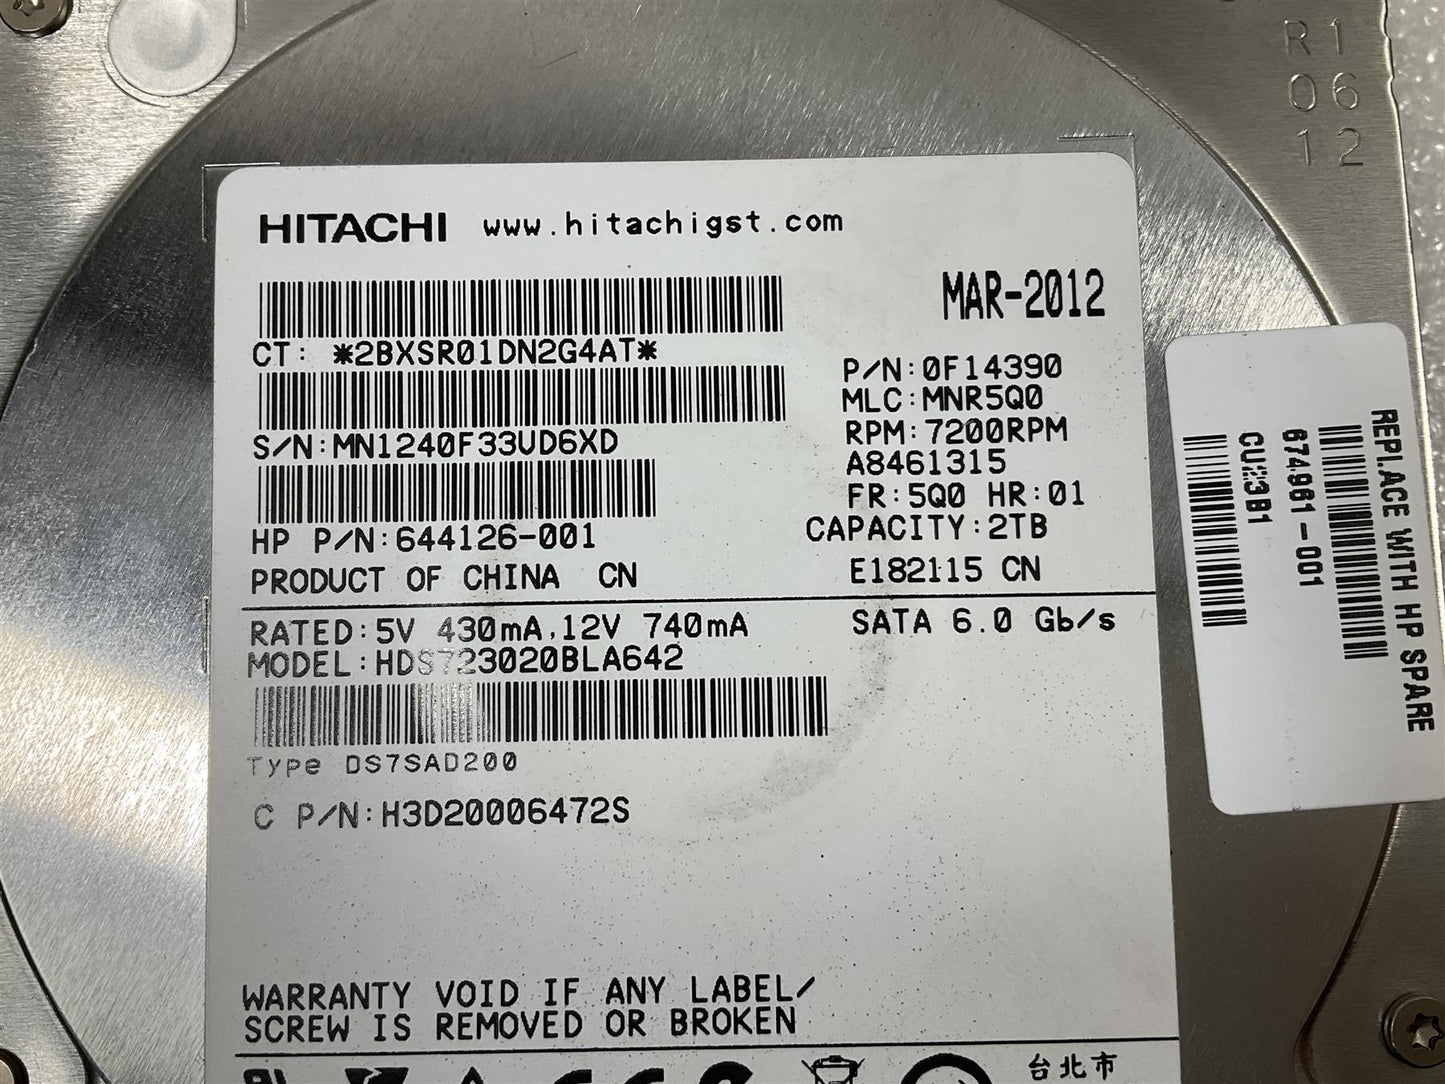 R1
06
12
HITACHI www.hitachigst.com
MAR-2012
CT: *2BXSR01DN2G4AT*
S/N:MN1240F33UD6XD
HP P/N:644126-001
PRODUCT OF CHINA CN
P/N:0F14390
MLC:MNR5Q0
RPM:7200RPM
A8461315
FR:5Q0 HR:01
CAPACITY:2TB
E182115 CN
RATED:5V 430mA,12V 740mA
SATA 6.0 Gb/s
MODEL:HDS723020BLA642
Type DS7SAD200
C P/N:H3D20006472S
WARRANTY VOID IF ANY LABEL/
SCREW IS REMOVED OR BROKEN
台北市
REPLACE WITH HP SPARE
674961-001